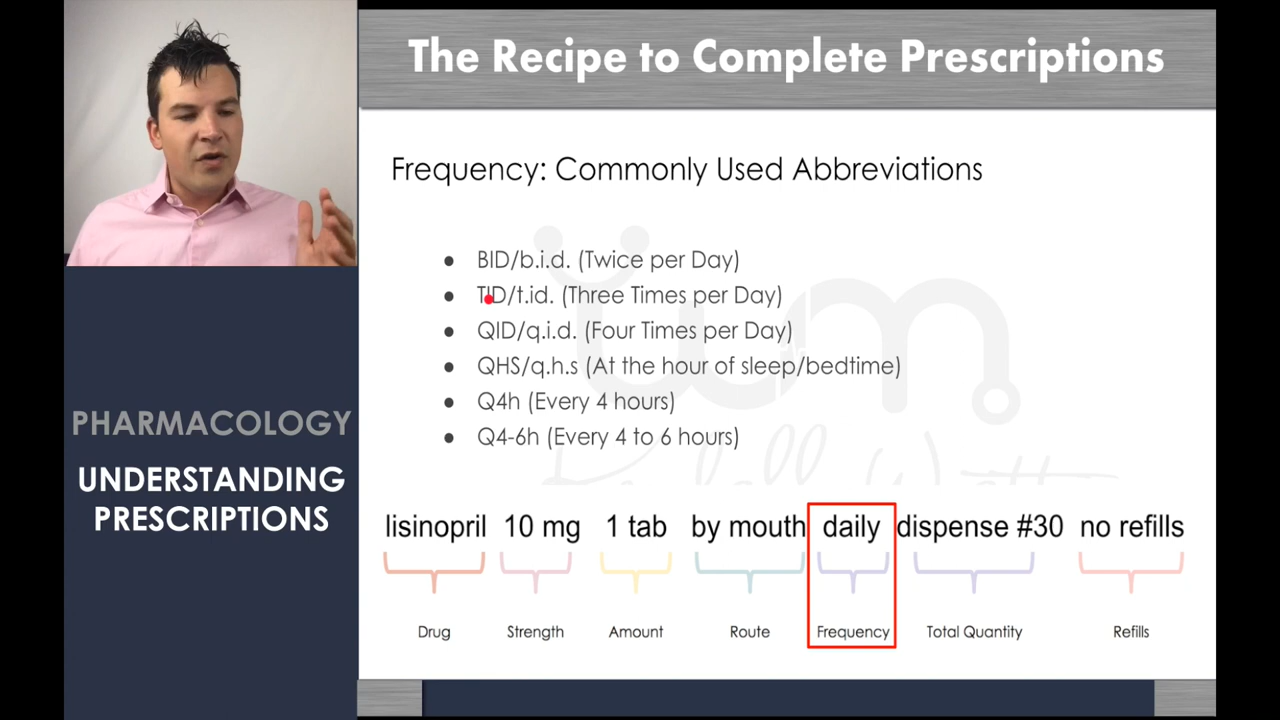 The Recipe to Complete Prescriptions
Frequency: Commonly Used Abbreviations
BID/b.i.d. (Twice per Day)
TID/t.id. (Three Times per Day)
QID/q.i.d. (Four Times per Day)
QHS/q.h.s (At the hour of sleep/bedtime)
Q4h (Every 4 hours)
Q4-6h (Every 4 to 6 hours)
PHARMACOLOGY
UNDERSTANDING
PRESCRIPTIONS
lisinopril 10 mg 1 tab by mouth daily dispense #30 no refills
Drug Strength Amount Route Frequency Total Quantity Refills